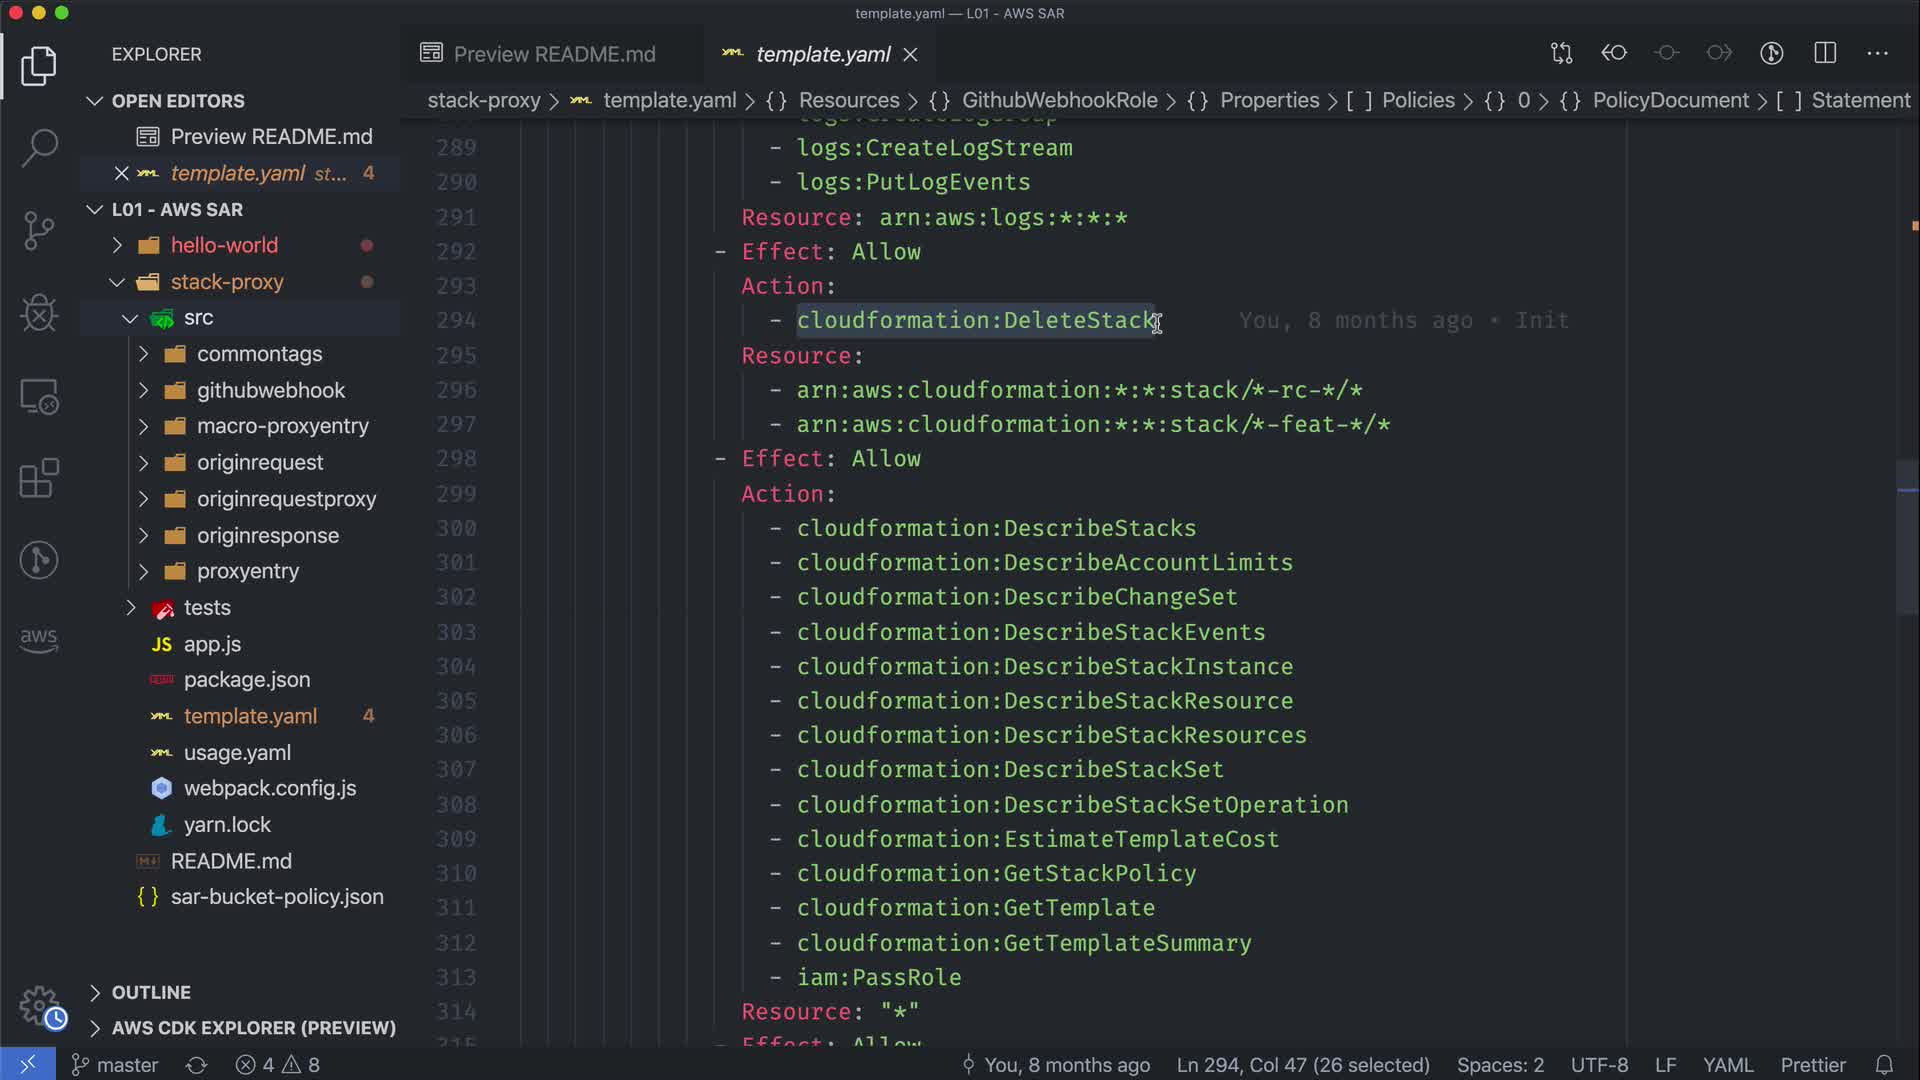 template.yaml — L01 - AWS SAR
EXPLORER
Preview README.md
template.yaml
OPEN EDITORS
Preview README.md
template.yaml st... 4
L01 - AWS SAR
hello-world
stack-proxy
src
commontags
githubwebhook
macro-proxyentry
originrequest
originrequestproxy
originresponse
proxyentry
tests
JS app.js
package.json
template.yaml 4
usage.yaml
webpack.config.js
yarn.lock
README.md
{ } sar-bucket-policy.json
OUTLINE
AWS CDK EXPLORER (PREVIEW)
aws
stack-proxy > template.yaml > { } Resources > { } GithubWebhookRole > { } Properties > [ ] Policies > { } 0 > { } PolicyDocument > [ ] Statement
logs:CreateLogGroup
289 - logs:CreateLogStream
290 - logs:PutLogEvents
291 Resource: arn:aws:logs:*:*:*
292 - Effect: Allow
293 Action:
294 - cloudformation:DeleteStack You, 8 months ago • Init
295 Resource:
296 - arn:aws:cloudformation:*:*:stack/*-rc-*/*
297 - arn:aws:cloudformation:*:*:stack/*-feat-*/*
298 - Effect: Allow
299 Action:
300 - cloudformation:DescribeStacks
301 - cloudformation:DescribeAccountLimits
302 - cloudformation:DescribeChangeSet
303 - cloudformation:DescribeStackEvents
304 - cloudformation:DescribeStackInstance
305 - cloudformation:DescribeStackResource
306 - cloudformation:DescribeStackResources
307 - cloudformation:DescribeStackSet
308 - cloudformation:DescribeStackSetOperation
309 - cloudformation:EstimateTemplateCost
310 - cloudformation:GetStackPolicy
311 - cloudformation:GetTemplate
312 - cloudformation:GetTemplateSummary
313 - iam:PassRole
314 Resource: "*"
315 - Effect: Allow
master 4 8 You, 8 months ago Ln 294, Col 47 (26 selected) Spaces: 2 UTF-8 LF YAML Prettier